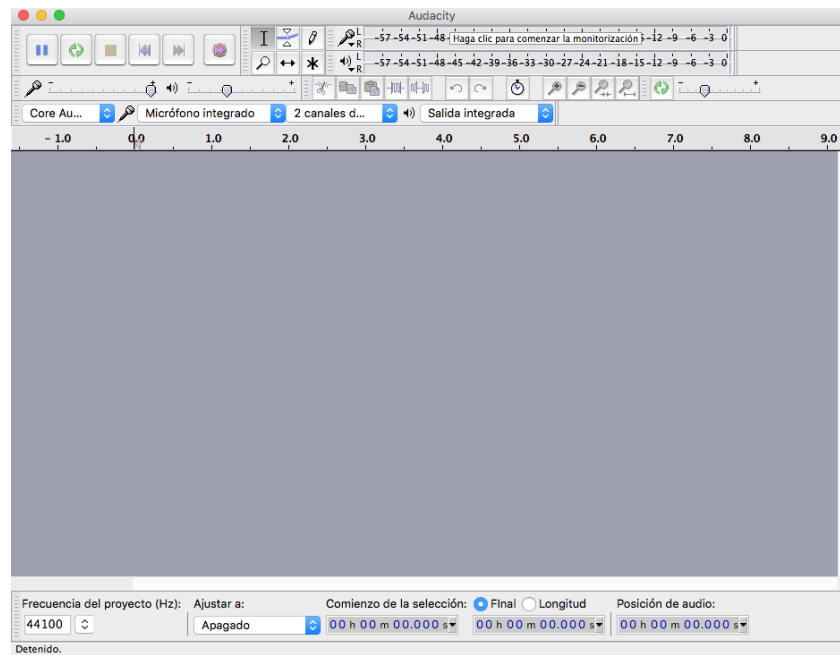 Audacity
L
R
-57 -54 -51 -48 - Haga clic para comenzar la monitorización -12 -9 -6 -3 0
L
R
-57 -54 -51 -48 -45 -42 -39 -36 -33 -30 -27 -24 -21 -18 -15 -12 -9 -6 -3 0
- + - +
- +
Core Au... Micrófono integrado 2 canales d... Salida integrada
- 1.0 0.0 1.0 2.0 3.0 4.0 5.0 6.0 7.0 8.0 9.0
Frecuencia del proyecto (Hz): Ajustar a: Comienzo de la selección: FInal Longitud Posición de audio:
44100 Apagado 00 h 00 m 00.000 s 00 h 00 m 00.000 s 00 h 00 m 00.000 s
Detenido.